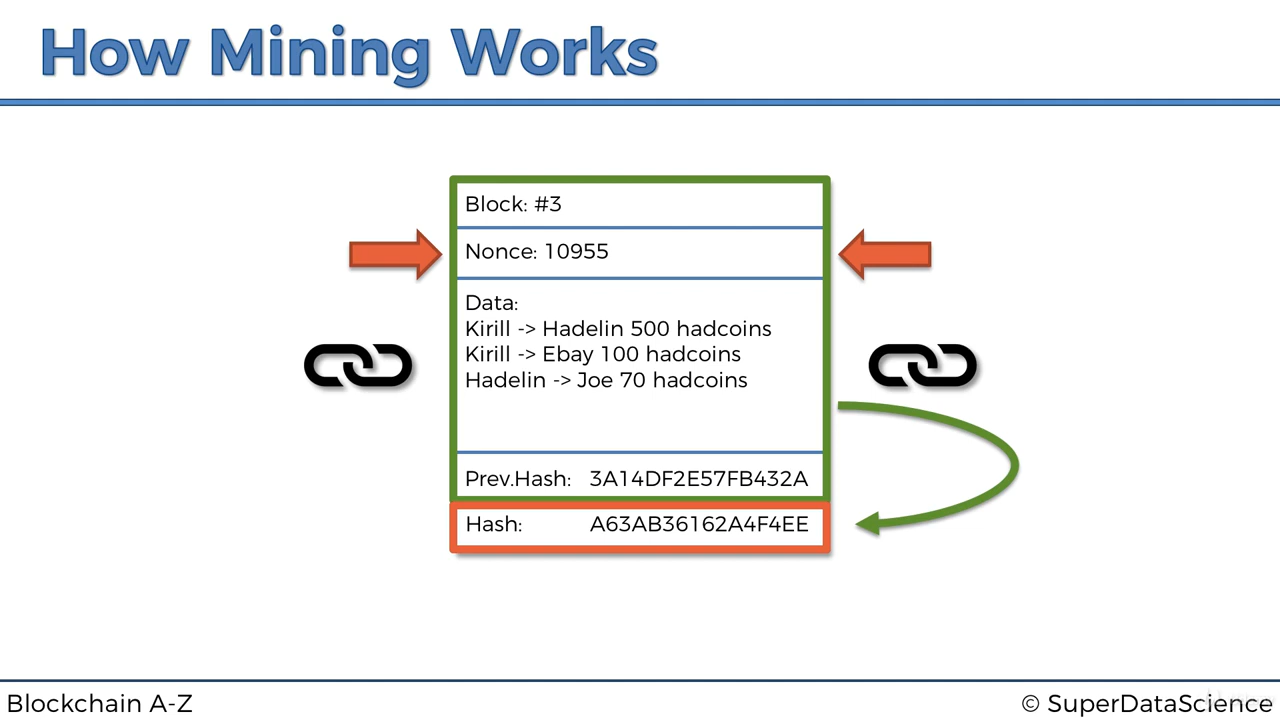 How Mining Works
Block: #3
Nonce: 10955
Data:
Kirill -> Hadelin 500 hadcoins
Kirill -> Ebay 100 hadcoins
Hadelin -> Joe 70 hadcoins
Prev.Hash: 3A14DF2E57FB432A
Hash: A63AB36162A4F4EE
Blockchain A-Z
© SuperDataScience